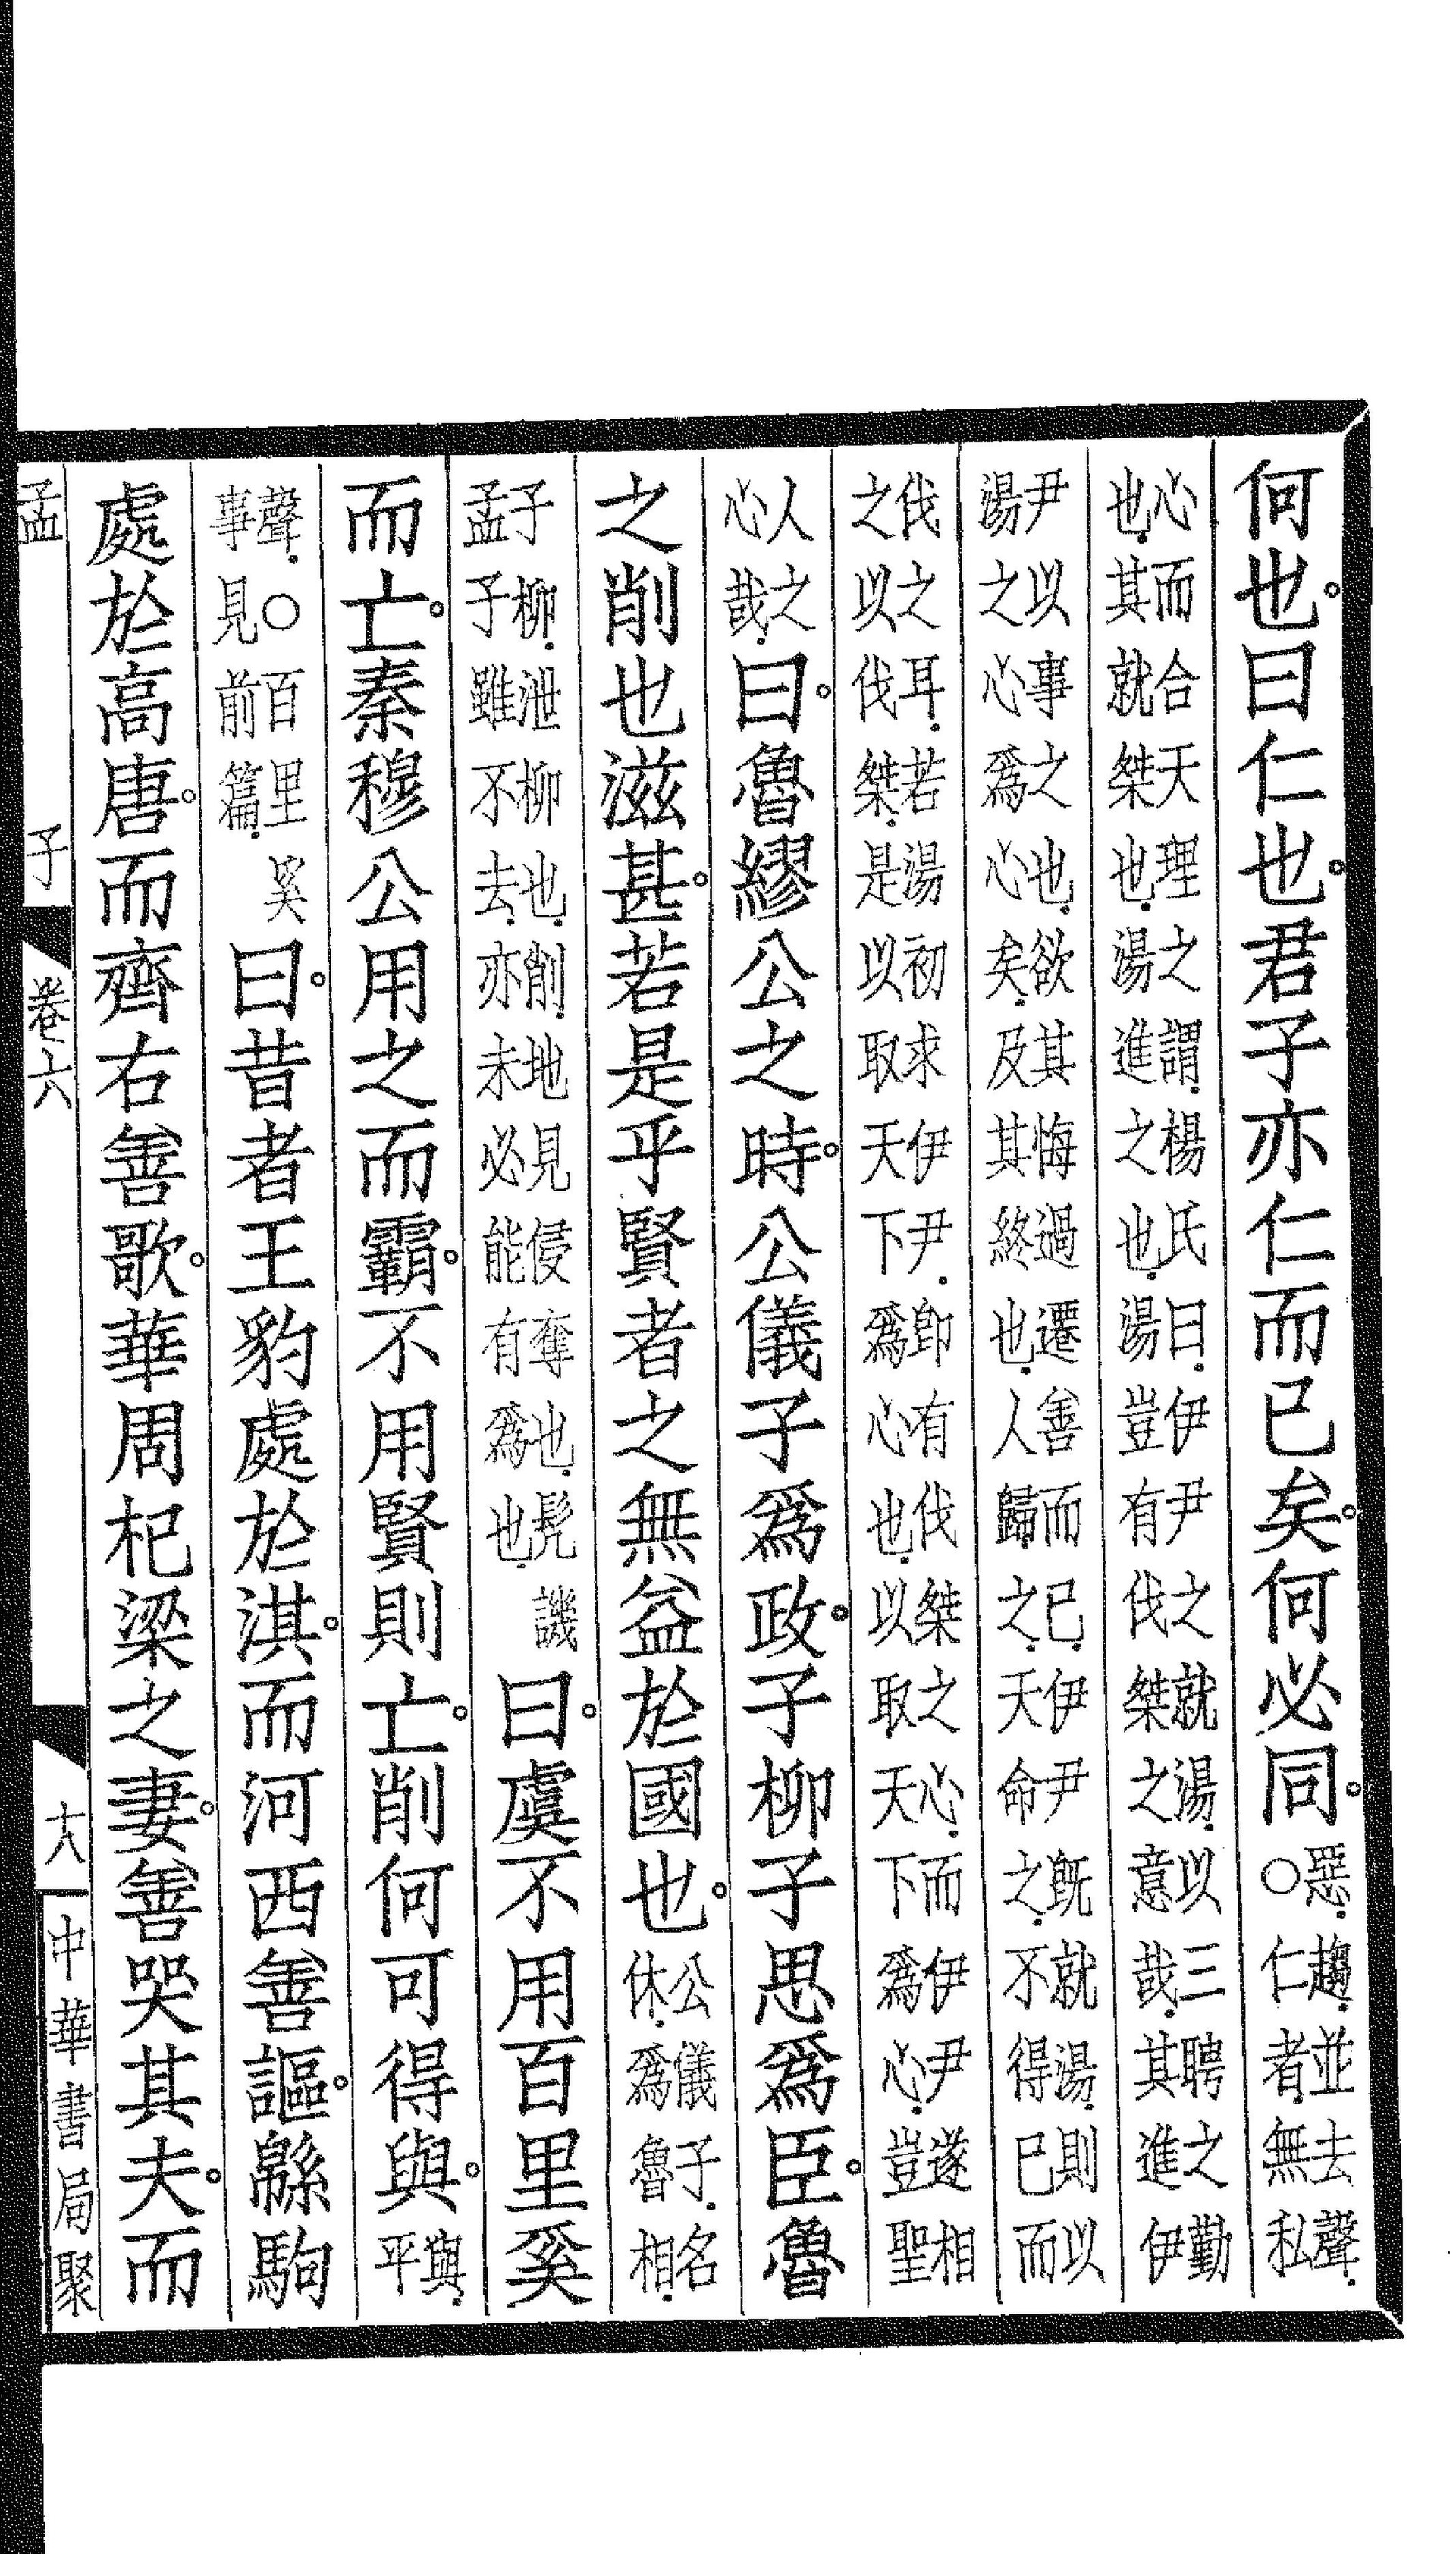 何也。曰仁也。君子亦仁而已矣。何必同。惡.趨.並去聲.○仁者.無私
心而合天理之謂.楊氏曰.伊尹之就湯.以三聘之勤
也.其就桀也.湯進之也.湯豈有伐桀之意哉.其進伊
尹以事之也.欲其悔過遷善而已.伊尹既就湯.則以
湯之心爲心矣.及其終也.人歸之.天命之.不得已而
伐之耳.若湯初求伊尹.卽有伐桀之心.而伊尹遂相
之以伐桀.是以取天下爲心也.以取天下爲心.豈聖
人之心哉.曰。魯繆公之時。公儀子爲政。子柳子思爲臣。魯
之削也滋甚。若是乎賢者之無益於國也。公儀子.名休.爲魯相.
子柳.泄柳也.削.地見侵奪也.髡譏
孟子雖不去.亦未必能有爲也.曰。虞不用百里奚
而亡。秦穆公用之而霸。不用賢則亡。削何可得與。與.平
聲.○百里奚事見前篇.曰。昔者王豹處於淇。而河西善謳。緜駒
處於高唐。而齊右善歌。華周杞梁之妻。善哭其夫。而
孟子 卷六 十八 中華書局聚